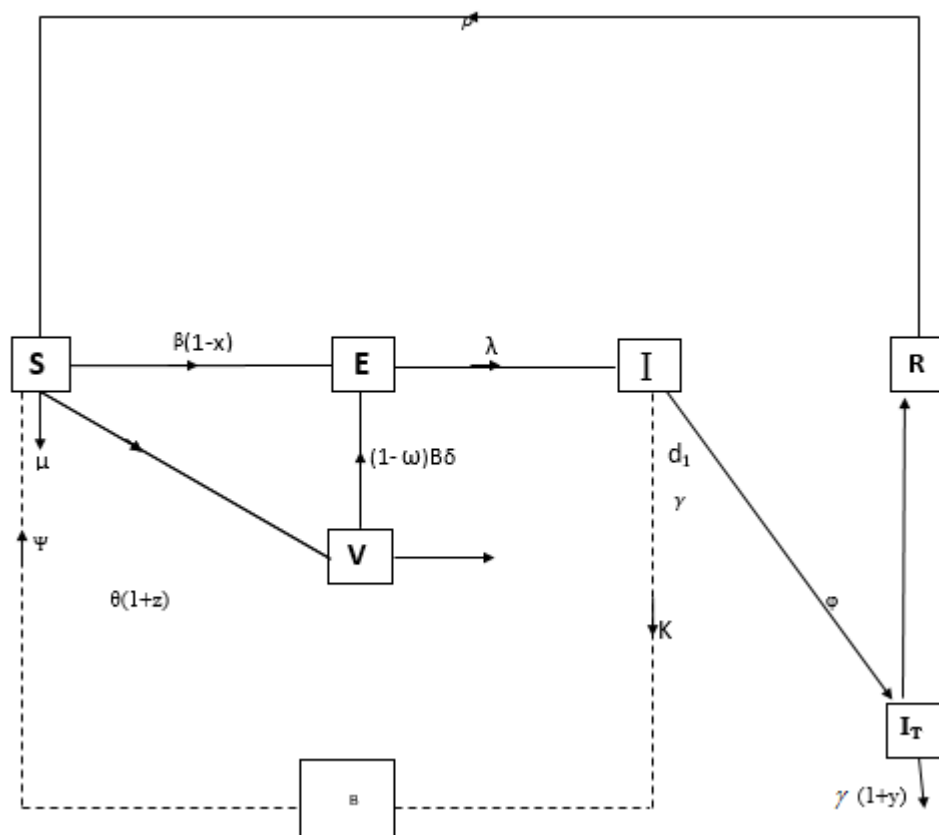 ρ
S
β(1-x)
E
λ
I
R
μ
(1- ω)Bδ
d₁
γ
Ψ
V
θ(1+z)
φ
K
I_T
B
γ (1+y)